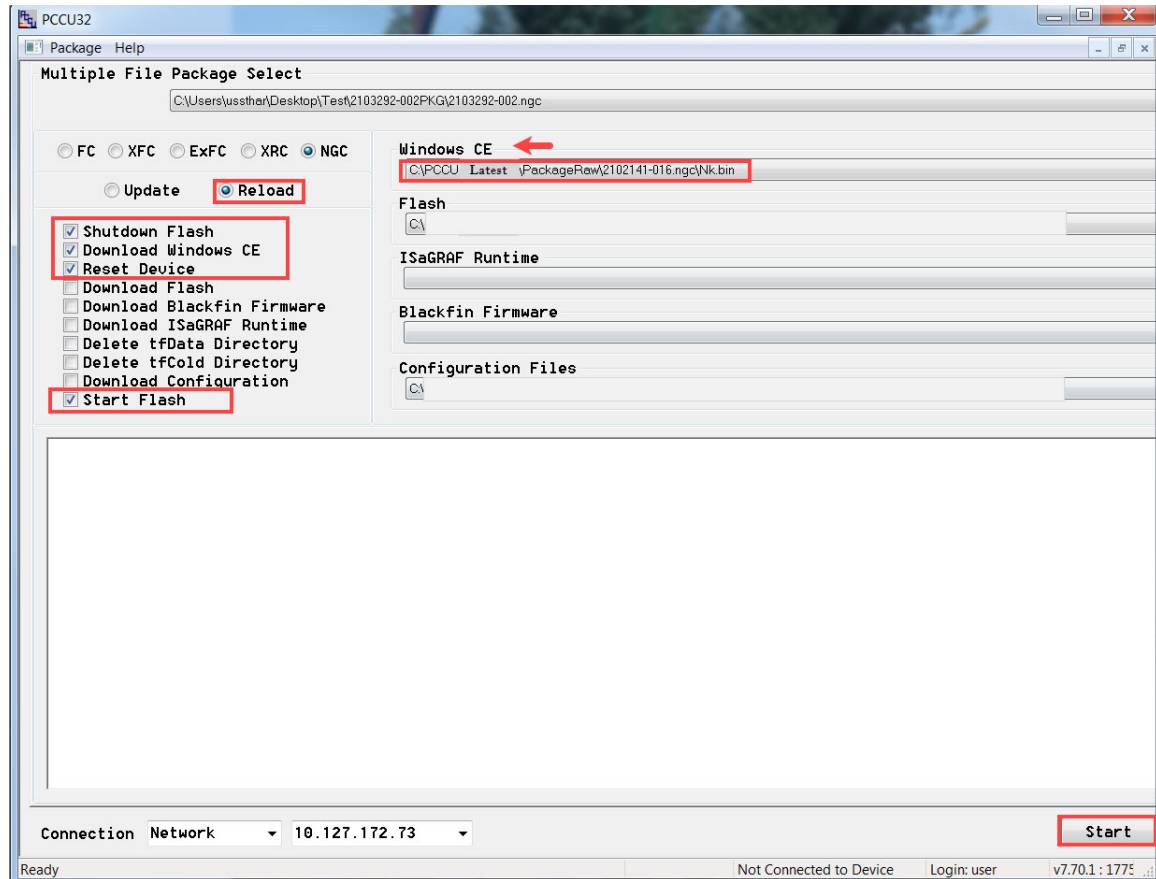 PCCU32
Package Help
Multiple File Package Select
C:\Users\ussthar\Desktop\Test\2103292-002PKG\2103292-002.ngc
FC XFC ExFC XRC NGC
Update Reload
Shutdown Flash
Download Windows CE
Reset Device
Download Flash
Download Blackfin Firmware
Download ISaGRAF Runtime
Delete tfData Directory
Delete tfCold Directory
Download Configuration
Start Flash
Windows CE
C:\PCCU Latest \PackageRaw\2102141-016.ngc\Nk.bin
Flash
C:\
ISaGRAF Runtime
Blackfin Firmware
Configuration Files
C:\
Connection Network 10.127.172.73 Start
Ready Not Connected to Device Login: user v7.70.1 : 1775